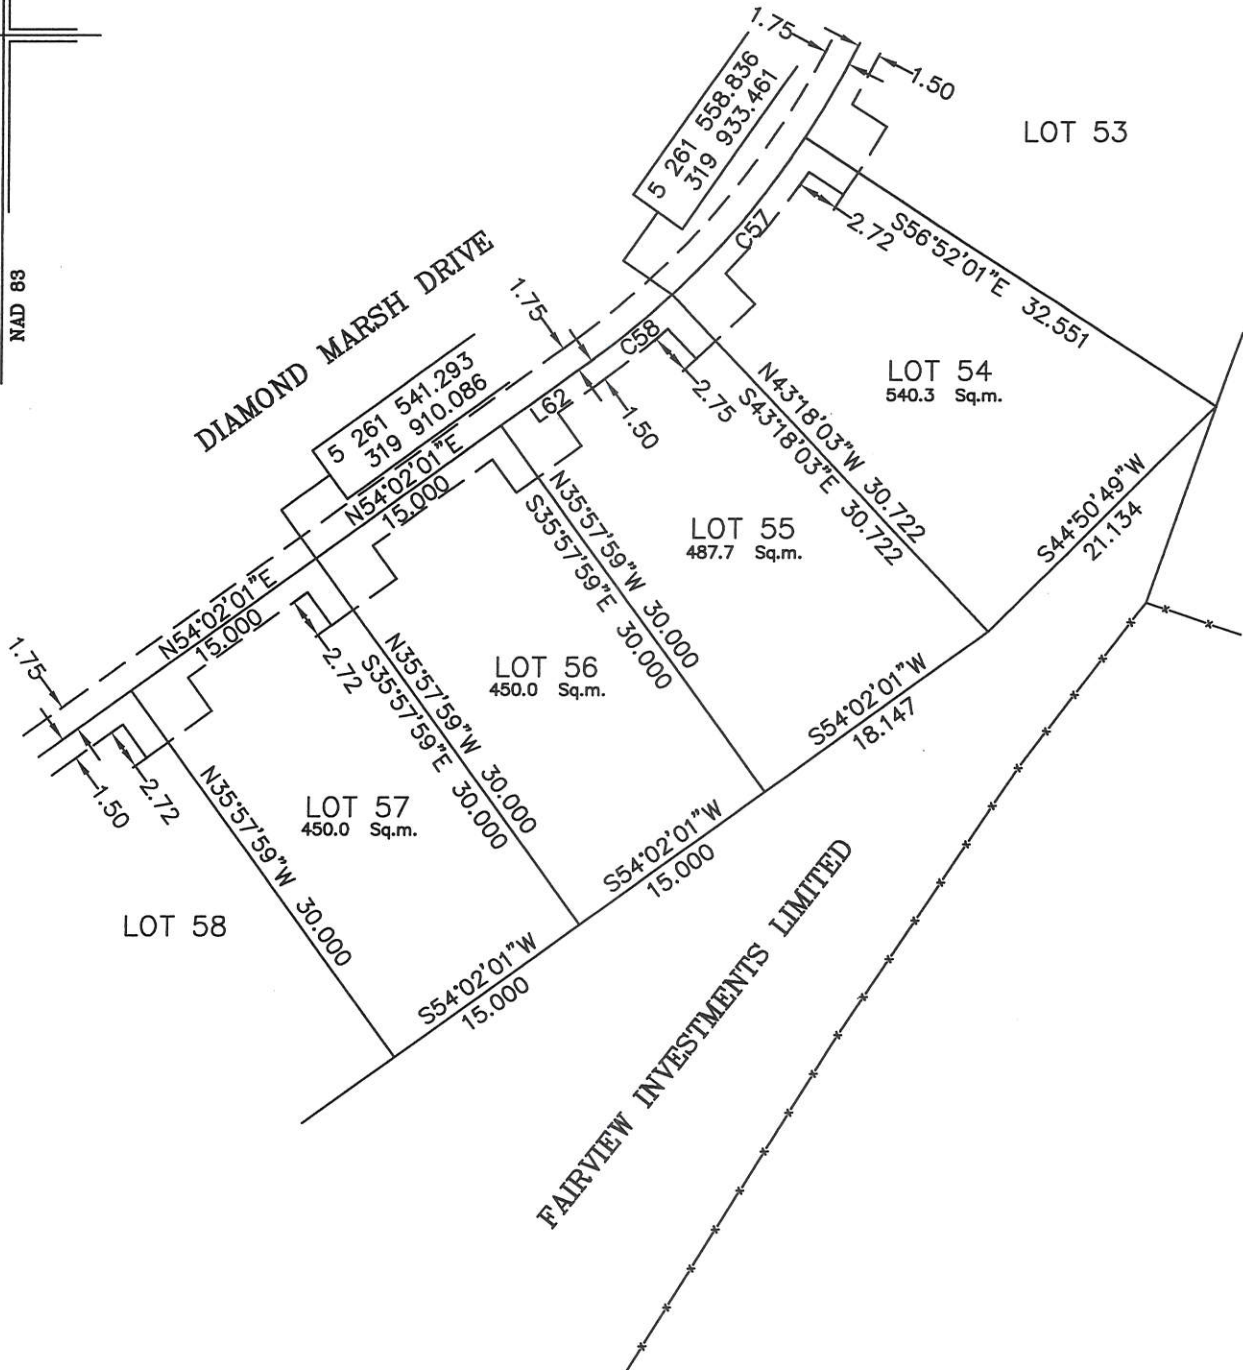 NAD 83
DIAMOND MARSH DRIVE
1.75
5 261 558.836
319 933.461
1.50
LOT 53
C57
2.72
S56°52'01"E 32.551
1.75
5 261 541.293
319 910.086
C58
L62
2.75
1.50
LOT 54
540.3 Sq.m.
N43°18'03"W 30.722
S43°18'03"E 30.722
S44°50'49"W
21.134
N54°02'01"E
15.000
N35°57'59"W 30.000
S35°57'59"E 30.000
LOT 55
487.7 Sq.m.
S54°02'01"W
18.147
N54°02'01"E
15.000
2.72
N35°57'59"W 30.000
S35°57'59"E 30.000
LOT 56
450.0 Sq.m.
S54°02'01"W
15.000
1.75
1.50
2.72
N35°57'59"W 30.000
LOT 57
450.0 Sq.m.
S54°02'01"W
15.000
LOT 58
FAIRVIEW INVESTMENTS LIMITED